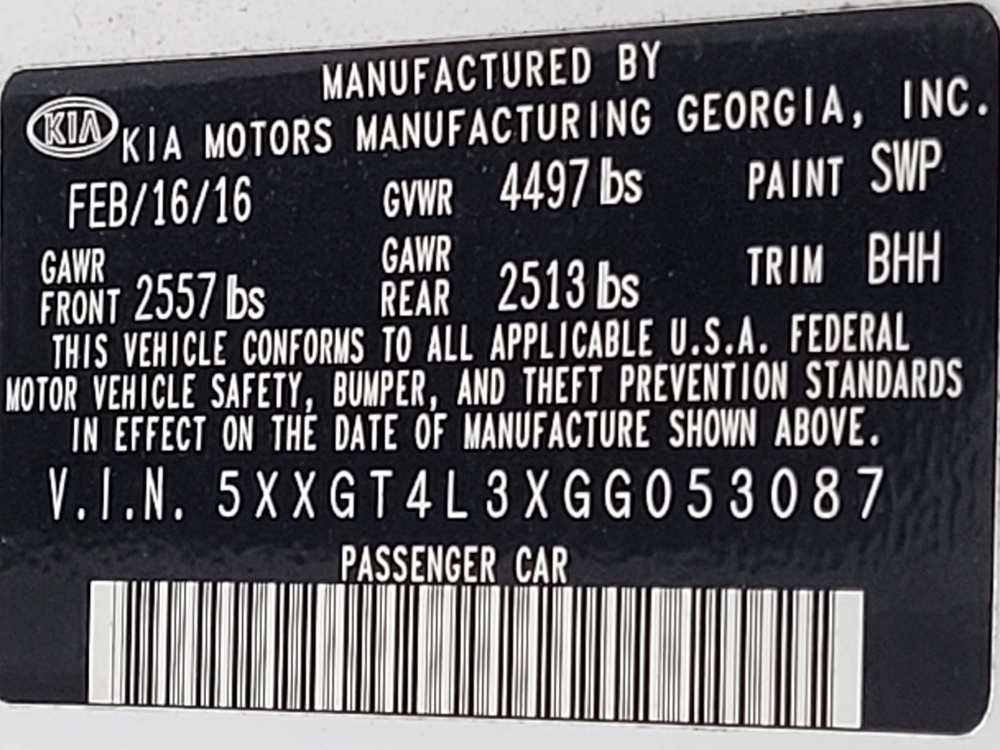 MANUFACTURED BY
KIA KIA MOTORS MANUFACTURING GEORGIA, INC.
FEB/16/16 GVWR 4497 lbs PAINT SWP
GAWR FRONT 2557 lbs GAWR REAR 2513 lbs TRIM BHH
THIS VEHICLE CONFORMS TO ALL APPLICABLE U.S.A. FEDERAL
MOTOR VEHICLE SAFETY, BUMPER, AND THEFT PREVENTION STANDARDS
IN EFFECT ON THE DATE OF MANUFACTURE SHOWN ABOVE.
V.I.N. 5XXGT4L3XGG053087
PASSENGER CAR